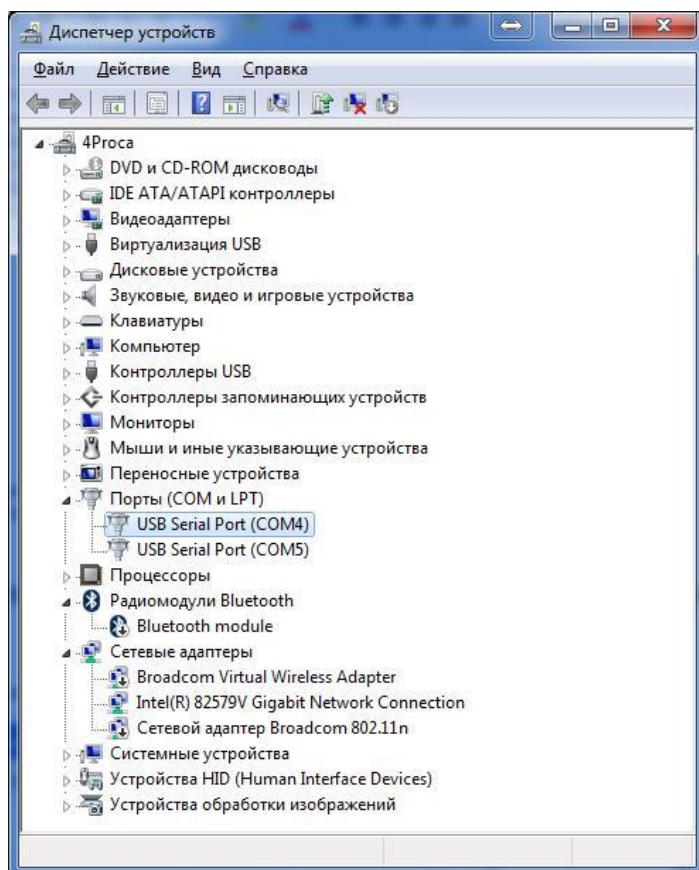 Диспетчер устройств
Файл Действие Вид Справка
4Proca
DVD и CD-ROM дисководы
IDE ATA/ATAPI контроллеры
Видеоадаптеры
Виртуализация USB
Дисковые устройства
Звуковые, видео и игровые устройства
Клавиатуры
Компьютер
Контроллеры USB
Контроллеры запоминающих устройств
Мониторы
Мыши и иные указывающие устройства
Переносные устройства
Порты (COM и LPT)
USB Serial Port (COM4)
USB Serial Port (COM5)
Процессоры
Радиомодули Bluetooth
Bluetooth module
Сетевые адаптеры
Broadcom Virtual Wireless Adapter
Intel(R) 82579V Gigabit Network Connection
Сетевой адаптер Broadcom 802.11n
Системные устройства
Устройства HID (Human Interface Devices)
Устройства обработки изображений